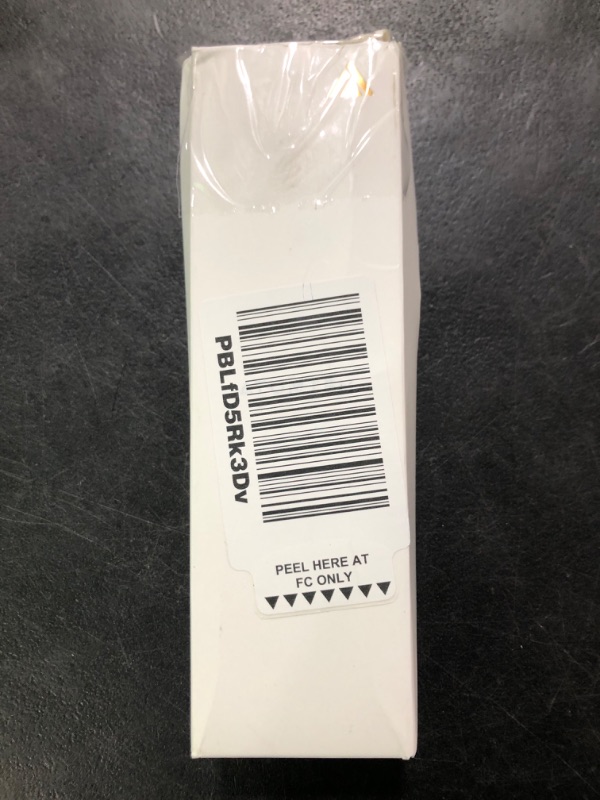 PBLfD5Rk3Dv
PEEL HERE AT
FC ONLY